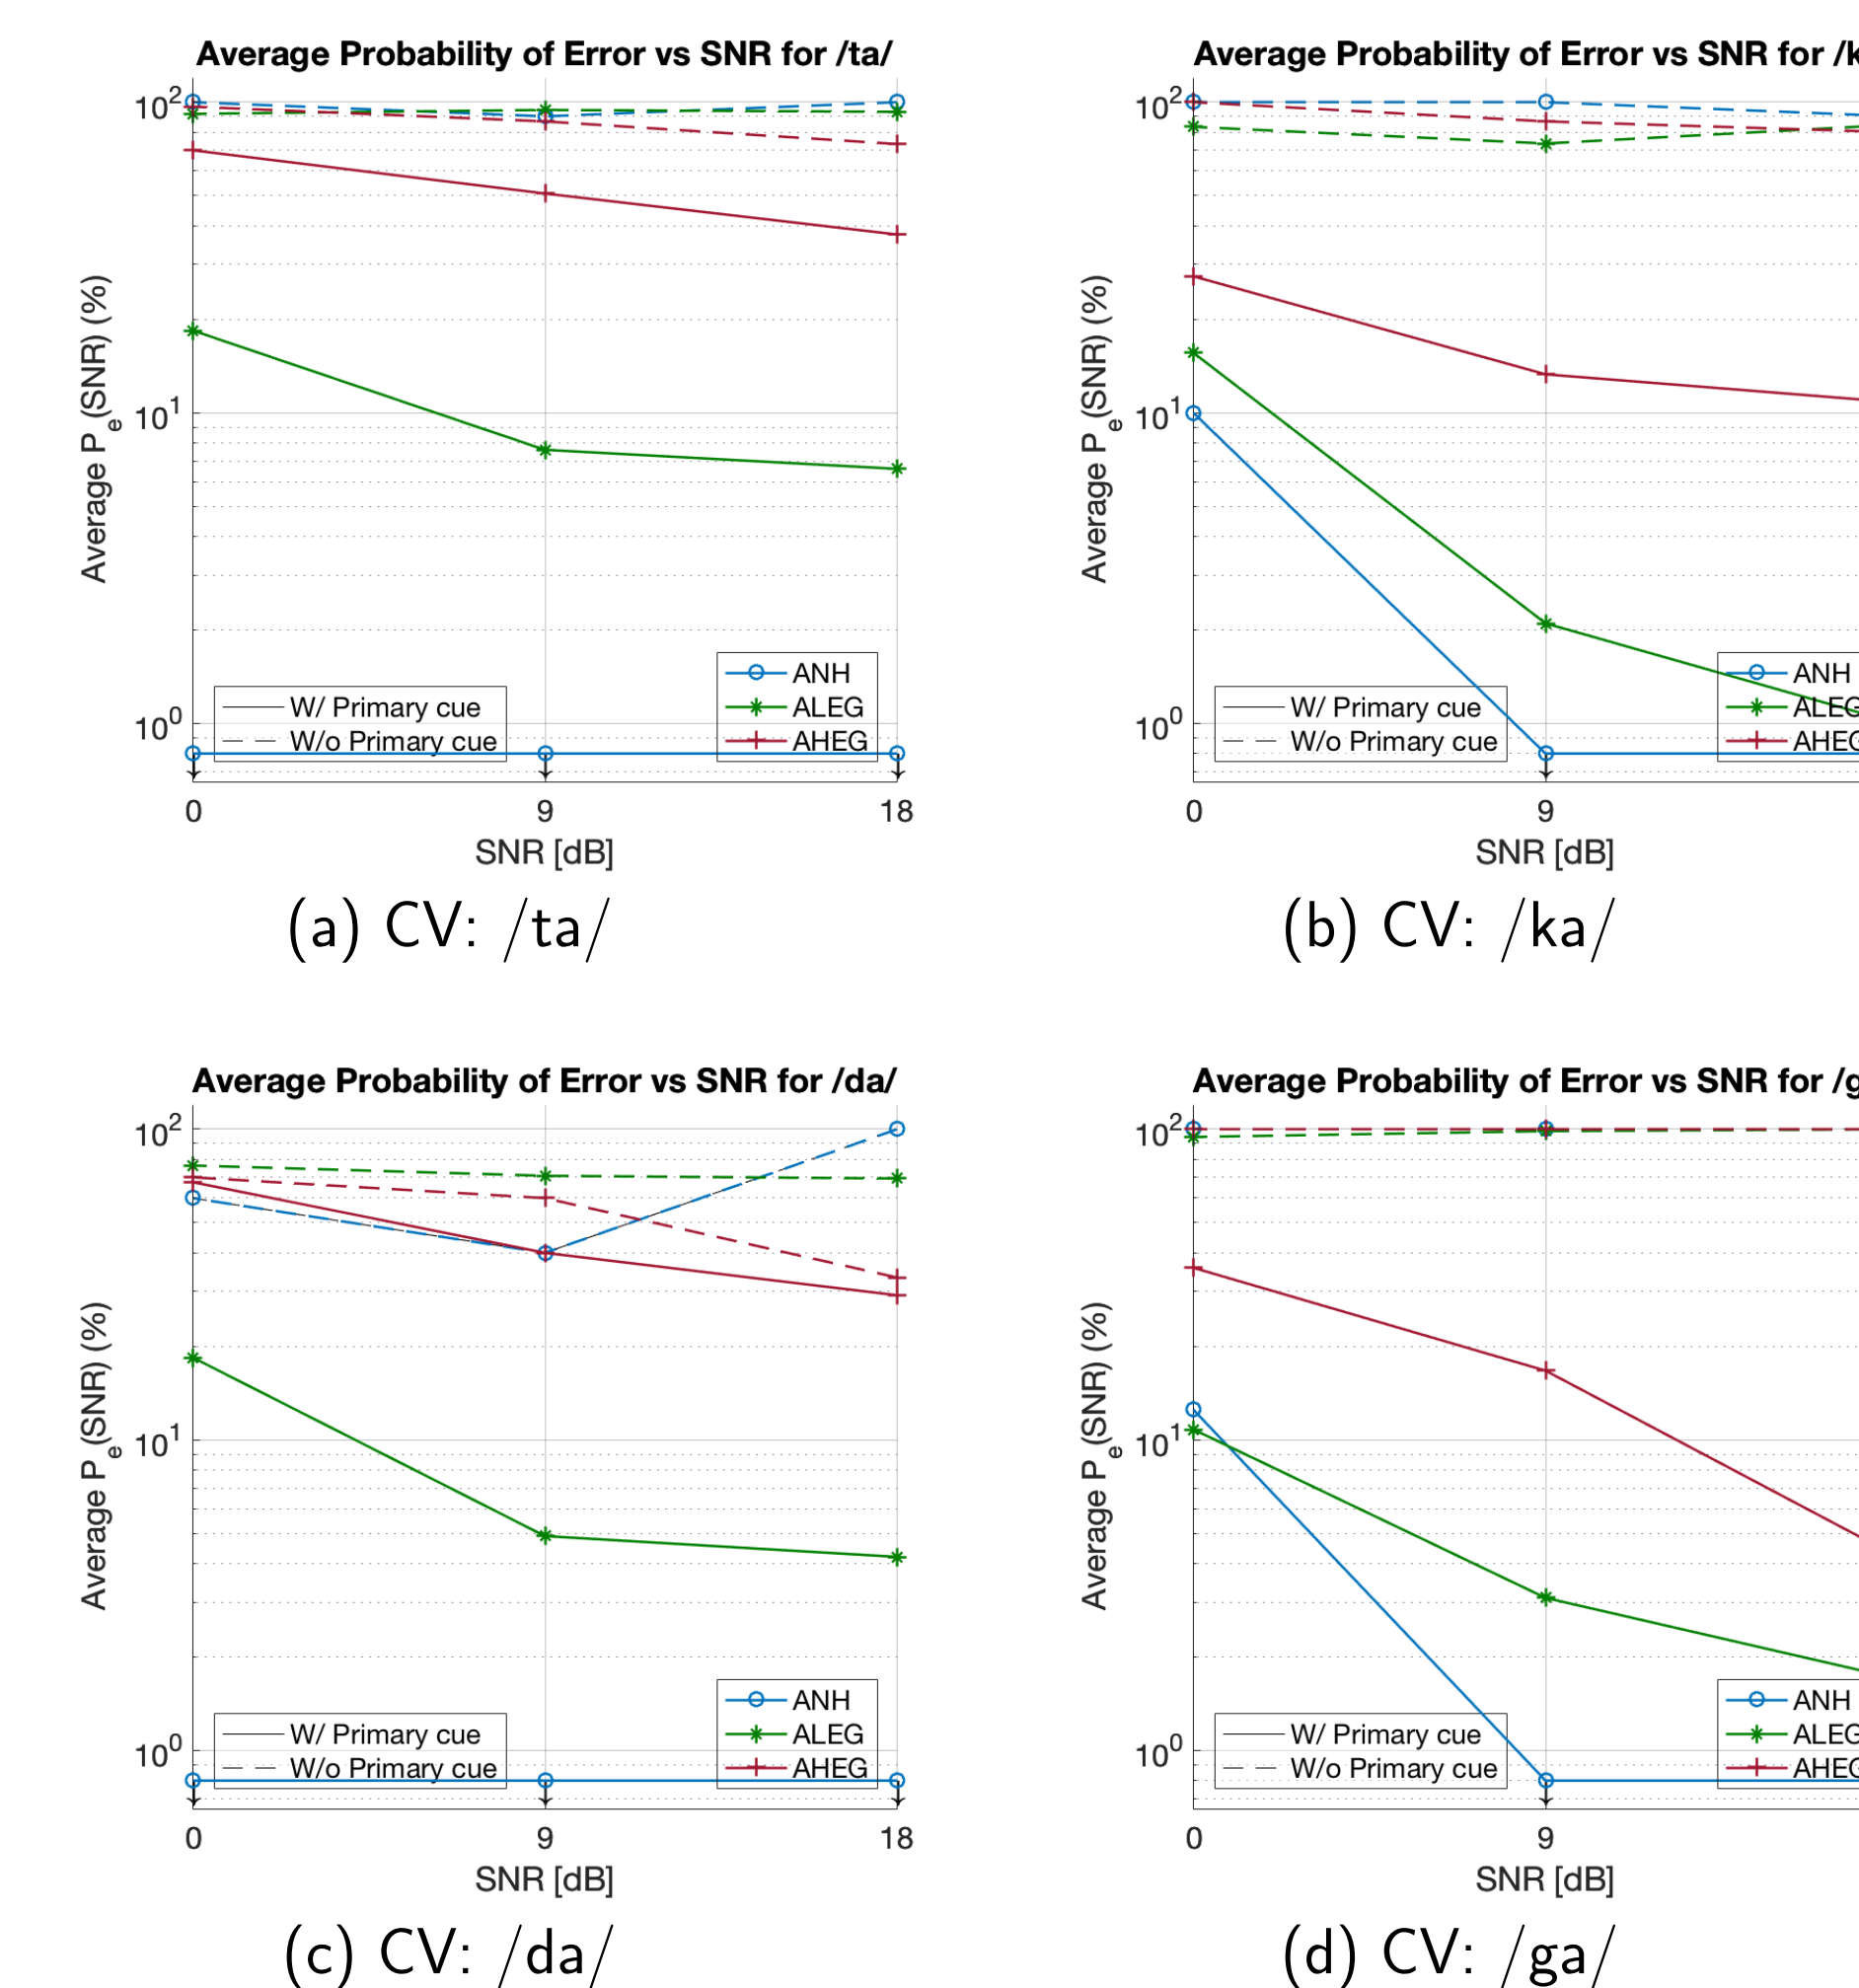 Average Probability of Error vs SNR for /ta/
10²
10¹
10⁰
Average Pₑ(SNR) (%)
W/ Primary cue
W/o Primary cue
ANH
ALEG
AHEG
0 9 18
SNR [dB]
(a) CV: /ta/
Average Probability of Error vs SNR for /k
10²
10¹
10⁰
Average Pₑ(SNR) (%)
W/ Primary cue
W/o Primary cue
ANH
ALEG
AHEG
0 9
SNR [dB]
(b) CV: /ka/
Average Probability of Error vs SNR for /da/
10²
10¹
10⁰
Average Pₑ(SNR) (%)
W/ Primary cue
W/o Primary cue
ANH
ALEG
AHEG
0 9 18
SNR [dB]
(c) CV: /da/
Average Probability of Error vs SNR for /g
10²
10¹
10⁰
Average Pₑ(SNR) (%)
W/ Primary cue
W/o Primary cue
ANH
ALEG
AHEG
0 9
SNR [dB]
(d) CV: /ga/